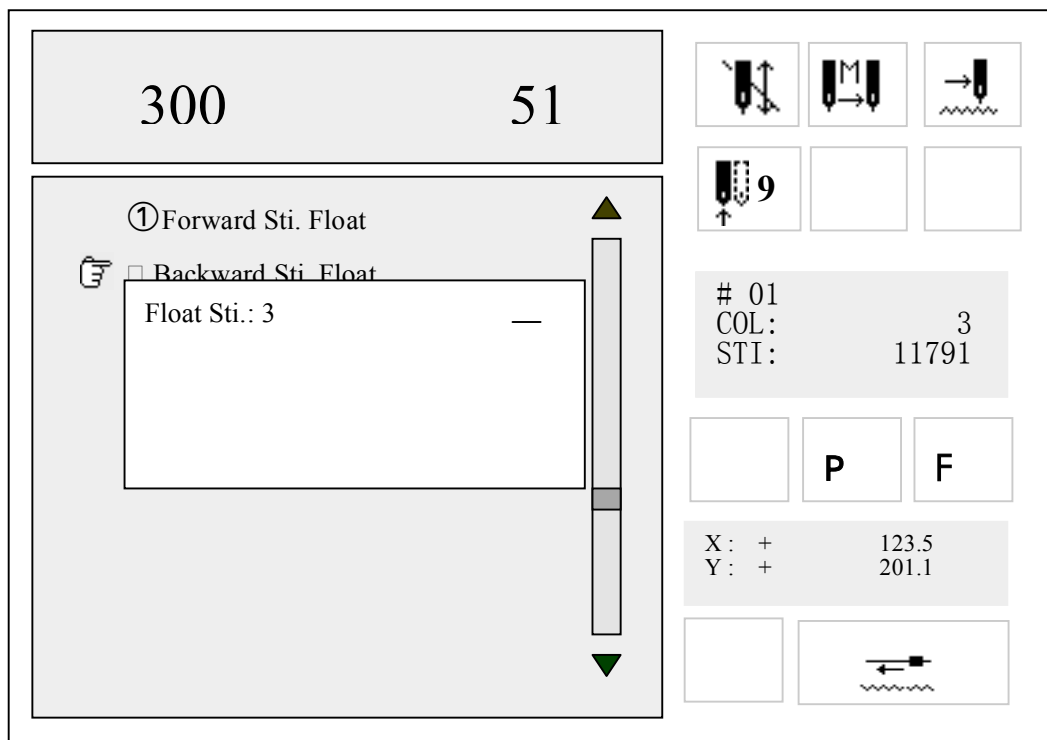 300 51
①Forward Sti. Float
□ Backward Sti. Float
Float Sti.: 3 __
M
9
# 01
COL: 3
STI: 11791
P F
X: + 123.5
Y: + 201.1